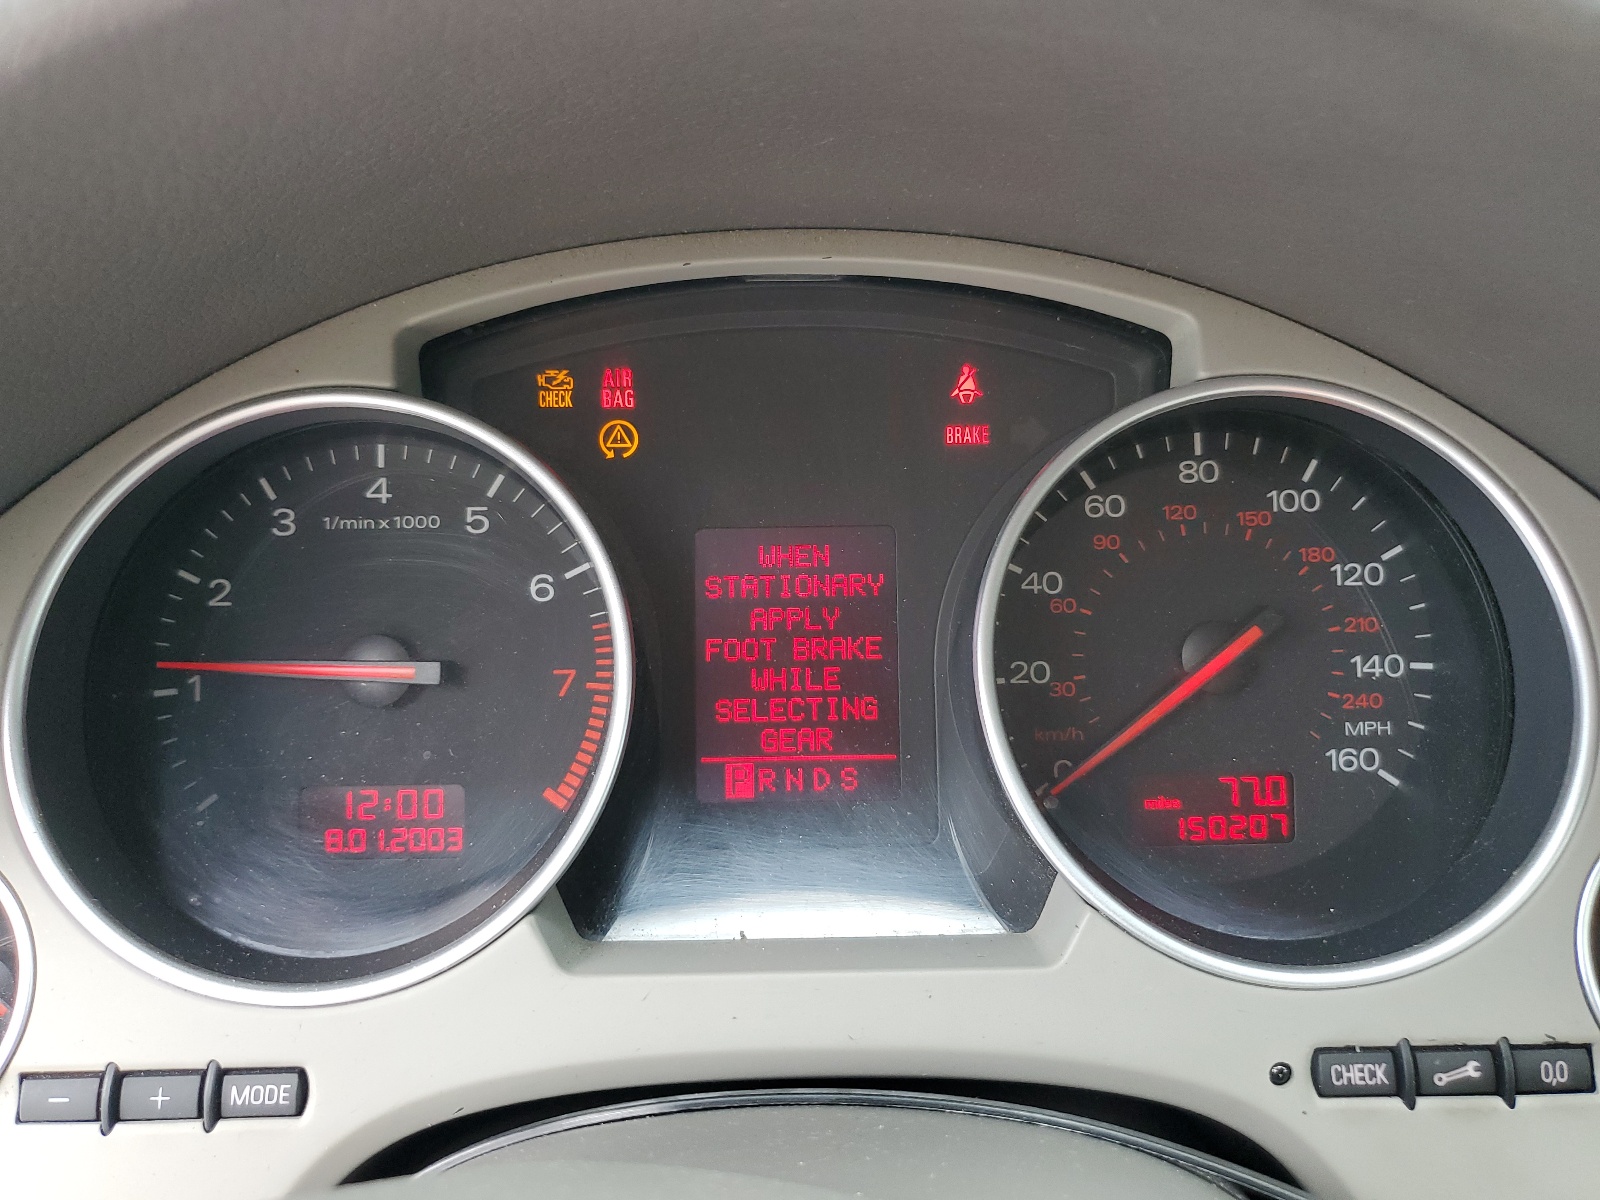 CHECK
AIR
BAG
BRAKE
1
2
3
4
5
6
7
1/min x 1000
12:00
8.01.2003
WHEN
STATIONARY
APPLY
FOOT BRAKE
WHILE
SELECTING
GEAR
P R N D S
0
20
40
60
80
100
120
140
160
MPH
km/h
30
60
90
120
150
180
210
240
miles 77.0
150207
− + MODE
CHECK 0,0